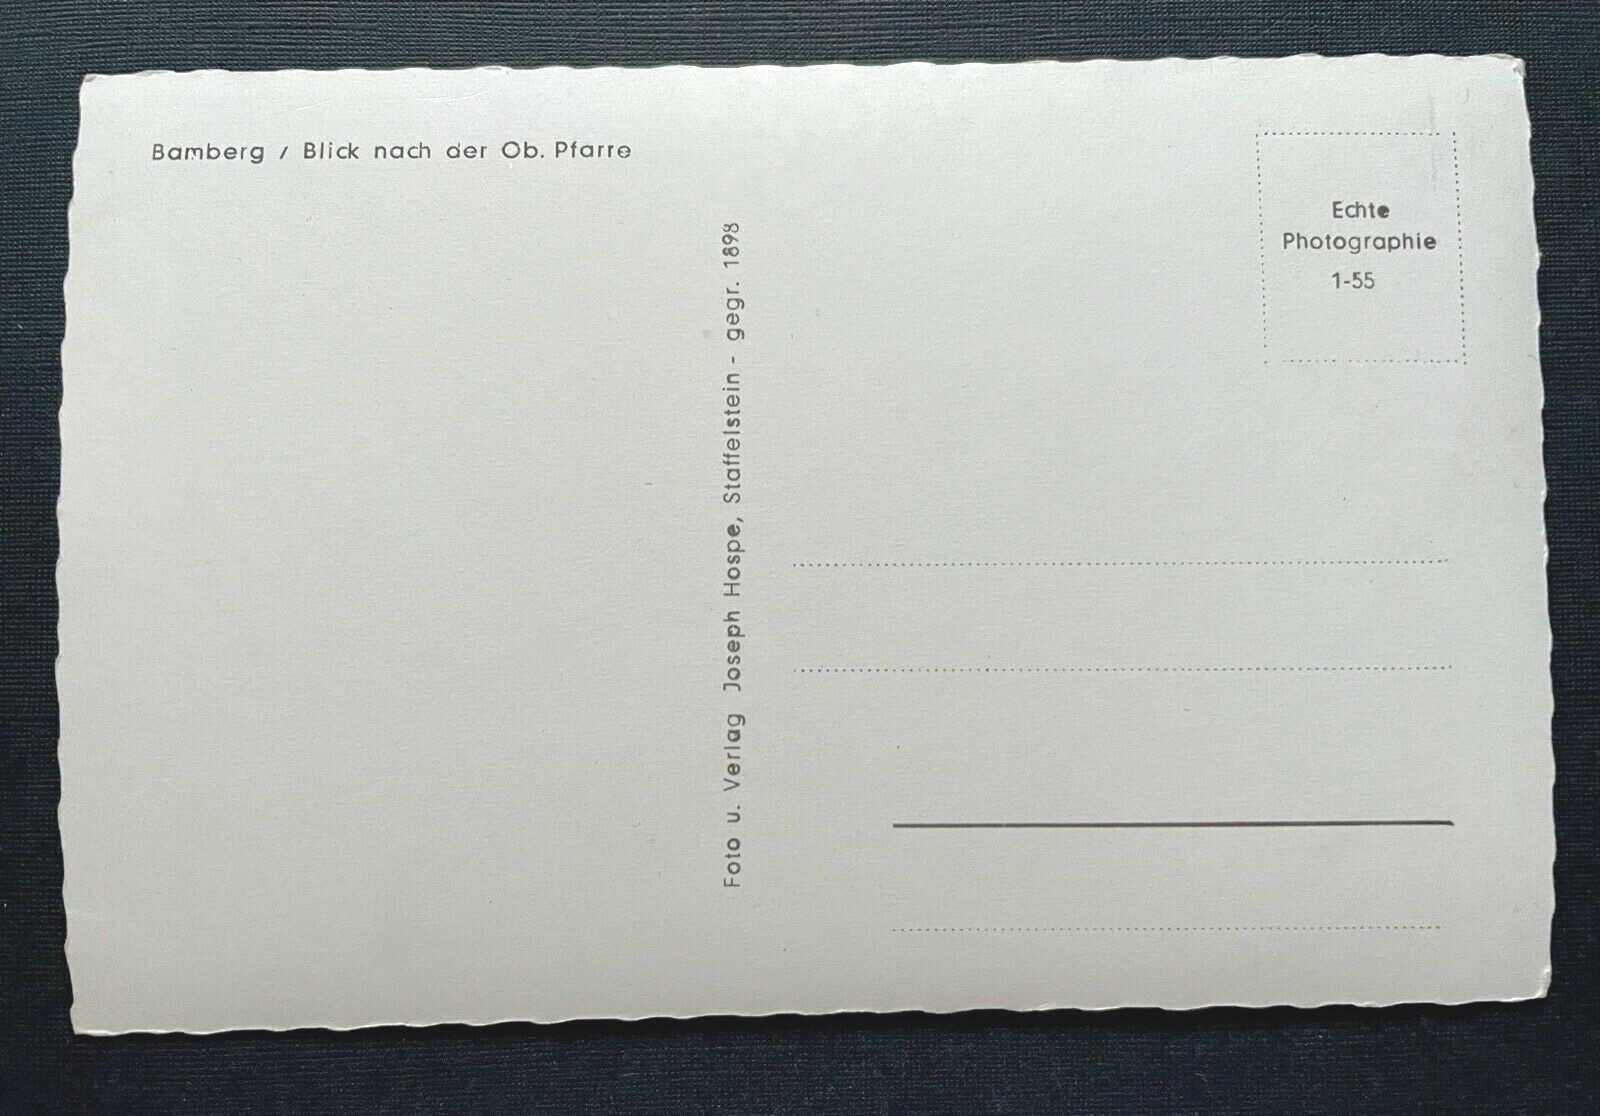 Bamberg / Blick nach der Ob. Pfarre
Foto u. Verlag Joseph Hospe, Staffelstein - gegr. 1898
Echte
Photographie
1-55